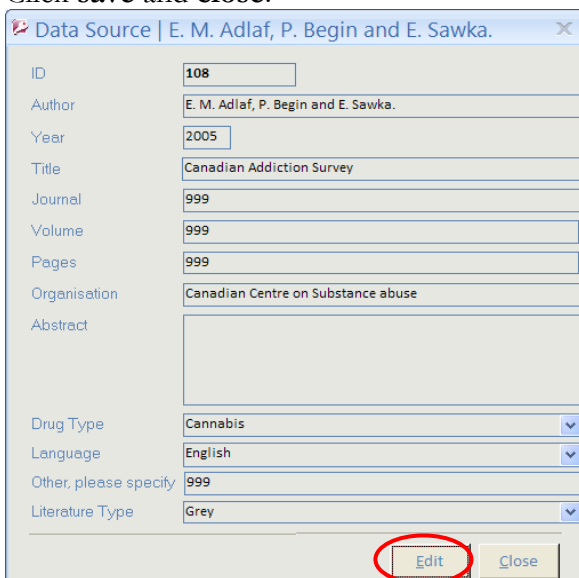 Click save and close.
Data Source | E. M. Adlaf, P. Begin and E. Sawka.
ID 108
Author E. M. Adlaf, P. Begin and E. Sawka.
Year 2005
Title Canadian Addiction Survey
Journal 999
Volume 999
Pages 999
Organisation Canadian Centre on Substance abuse
Abstract
Drug Type Cannabis
Language English
Other, please specify 999
Literature Type Grey
Edit Close